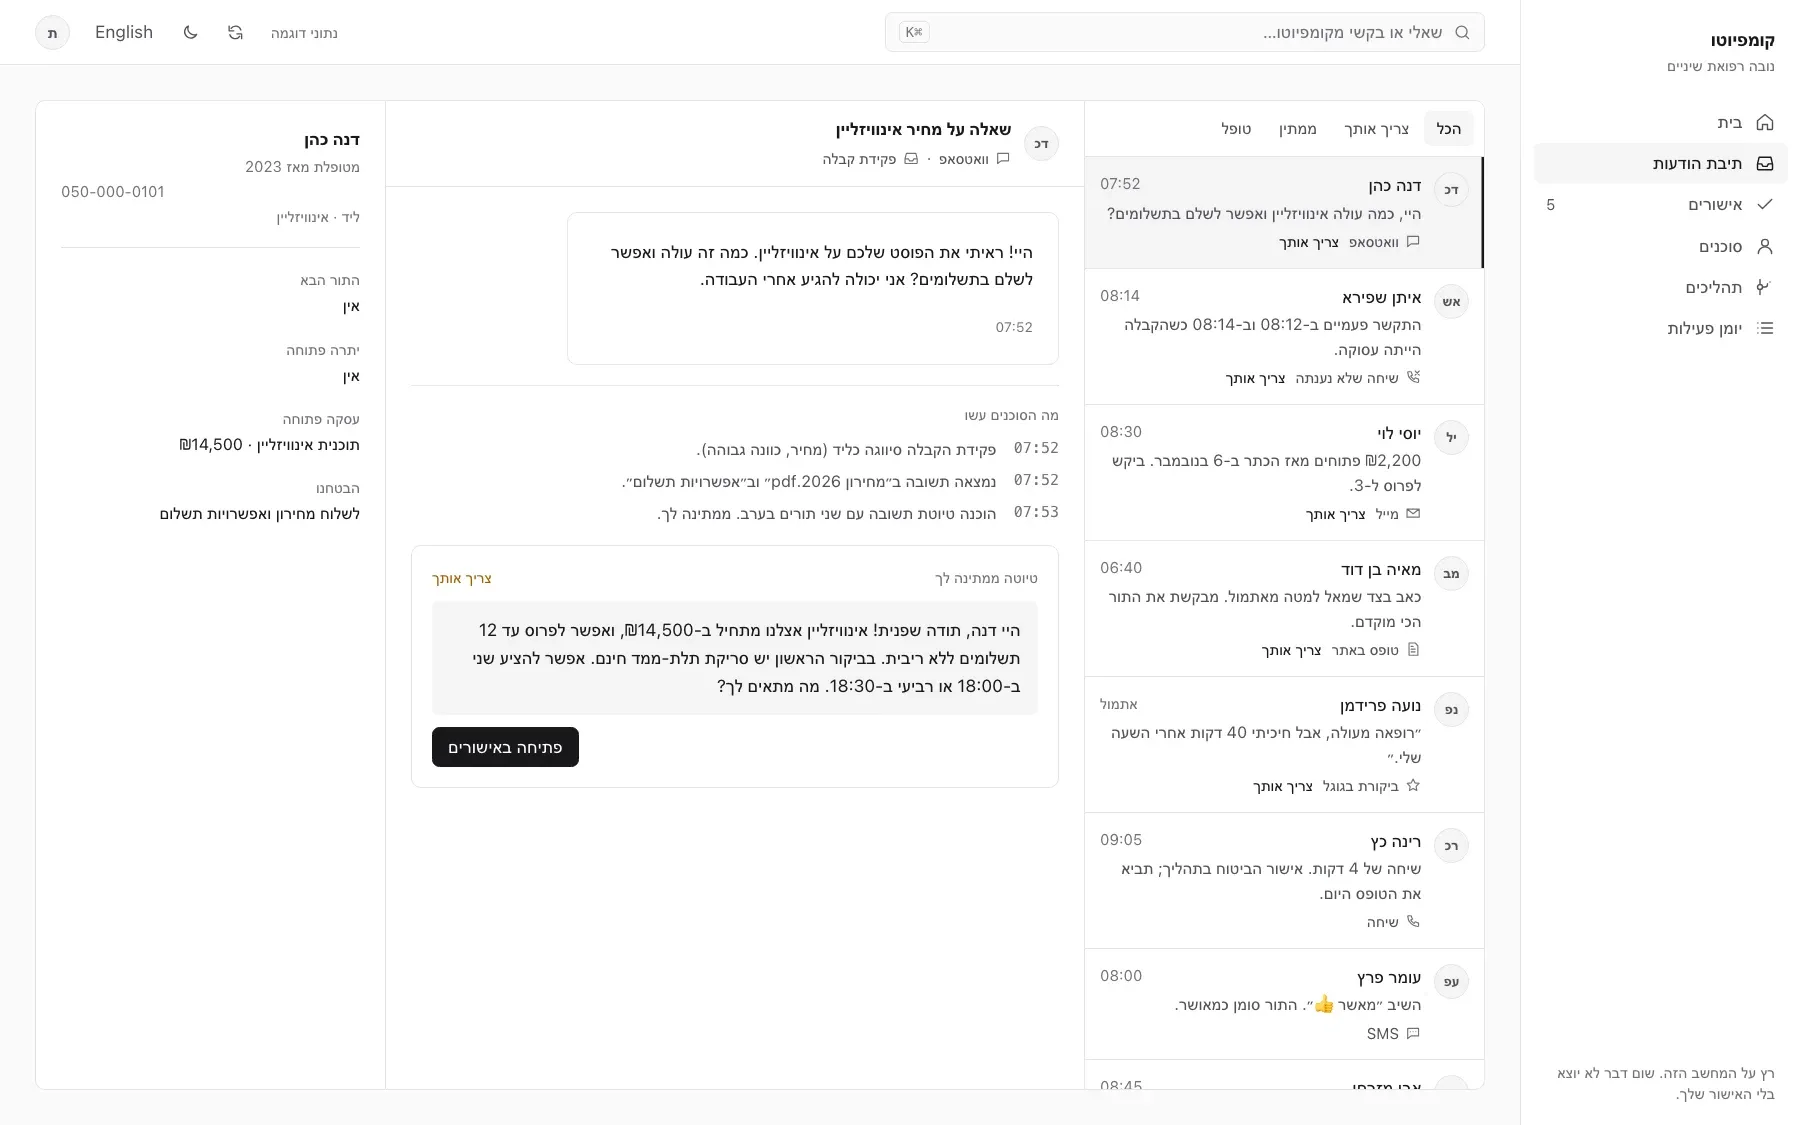 קומפיוטו
נובה רפואת שיניים
בית
תיבת הודעות
אישורים 5
סוכנים
תהליכים
יומן פעילות
רץ על המחשב הזה. שום דבר לא יוצא
בלי האישור שלך.
שאלי או בקשי מקומפיוטו... ⌘K
נתוני דוגמה
English
ת
הכל צריך אותך ממתין טופל
דכ דנה כהן 07:52
היי, כמה עולה אינוויזליין ואפשר לשלם בתשלומים?
וואטסאפ צריך אותך
אש איתן שפירא 08:14
התקשר פעמיים ב-08:12 וב-08:14 כשהקבלה
הייתה עסוקה.
שיחה שלא נענתה צריך אותך
יל יוסי לוי 08:30
₪2,200 פתוחים מאז הכתר ב-6 בנובמבר. ביקש
לפרוס ל-3.
מייל צריך אותך
מב מאיה בן דוד 06:40
כאב בצד שמאל למטה מאתמול. מבקשת את התור
הכי מוקדם.
טופס באתר צריך אותך
נפ נועה פרידמן אתמול
״רופאה מעולה, אבל חיכיתי 40 דקות אחרי השעה
שלי.״
ביקורת בגוגל צריך אותך
רכ רינה כץ 09:05
שיחה של 4 דקות. אישור הביטוח בתהליך; תביא
את הטופס היום.
שיחה
עפ עומר פרץ 08:00
השיב ״מאשר 👍״. התור סומן כמאושר.
SMS
08:45
דכ שאלה על מחיר אינוויזליין
וואטסאפ · פקידת קבלה
היי! ראיתי את הפוסט שלכם על אינוויזליין. כמה זה עולה ואפשר
לשלם בתשלומים? אני יכולה להגיע אחרי העבודה.
07:52
מה הסוכנים עשו
07:52 פקידת הקבלה סיווגה כליד (מחיר, כוונה גבוהה).
07:52 נמצאה תשובה ב״מחירון 2026.pdf״ וב״אפשרויות תשלום״.
07:53 הוכנה טיוטת תשובה עם שני תורים בערב. ממתינה לך.
טיוטה ממתינה לך צריך אותך
היי דנה, תודה שפנית! אינוויזליין אצלנו מתחיל ב-₪14,500, ואפשר לפרוס עד 12
תשלומים ללא ריבית. בביקור הראשון יש סריקת תלת-ממד חינם. אפשר להציע שני
ב-18:00 או רביעי ב-18:30. מה מתאים לך?
פתיחה באישורים
דנה כהן
מטופלת מאז 2023
050-000-0101
ליד · אינוויזליין
התור הבא
אין
יתרה פתוחה
אין
עסקה פתוחה
תוכנית אינוויזליין · ₪14,500
הבטחנו
לשלוח מחירון ואפשרויות תשלום